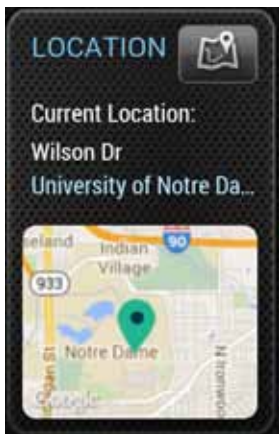 LOCATION
Current Location:
Wilson Dr
University of Notre Da...
eland
Indian
Village
90
933
Notre Dame
Google